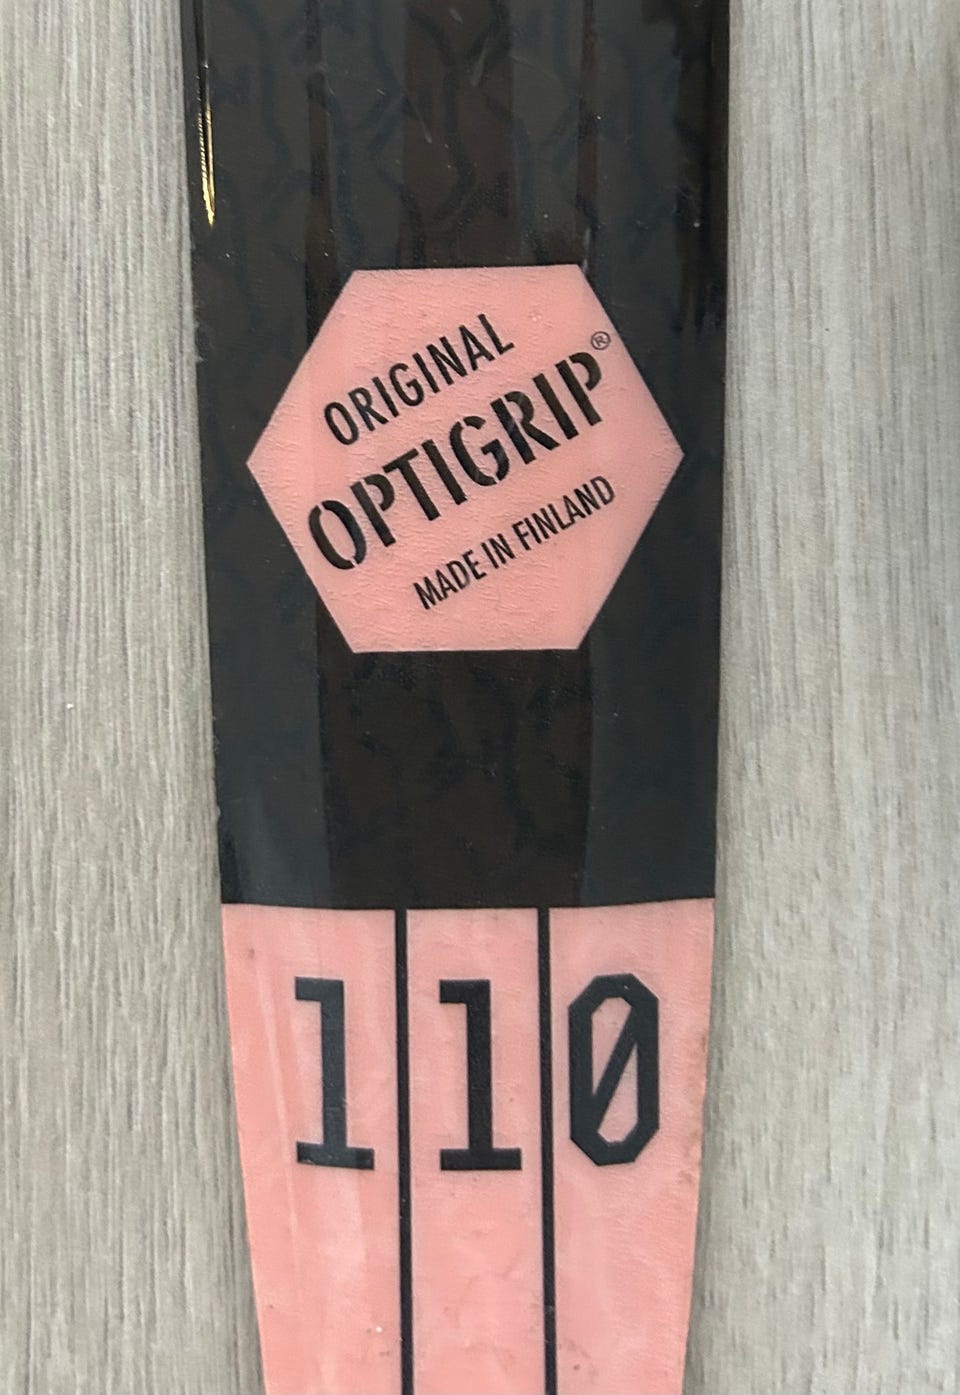 ORIGINAL
OPTIGRIP®
MADE IN FINLAND
110